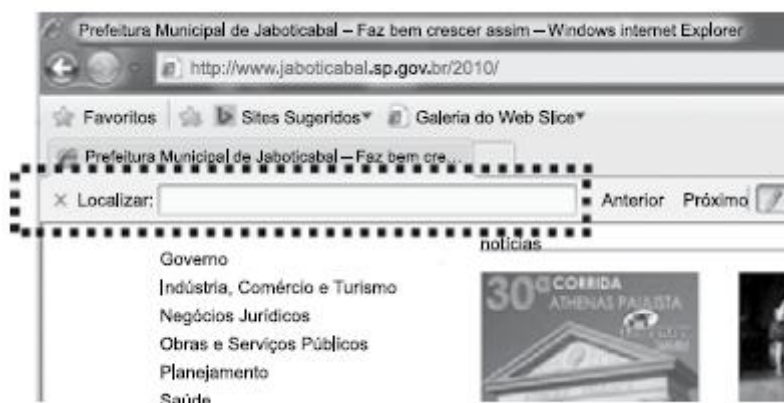 Prefeitura Municipal de Jaboticabal – Faz bem crescer assim – Windows internet Explorer
http://www.jaboticabal.sp.gov.br/2010/
Favoritos Sites Sugeridos Galeria do Web Slice
Prefeitura Municipal de Jaboticabal – Faz bem cre...
× Localizar: Anterior Próximo
notícias
Governo
Indústria, Comércio e Turismo
Negócios Jurídicos
Obras e Serviços Públicos
Planejamento
Saúde
30ª CORRIDA
ATHENAS PAULISTA